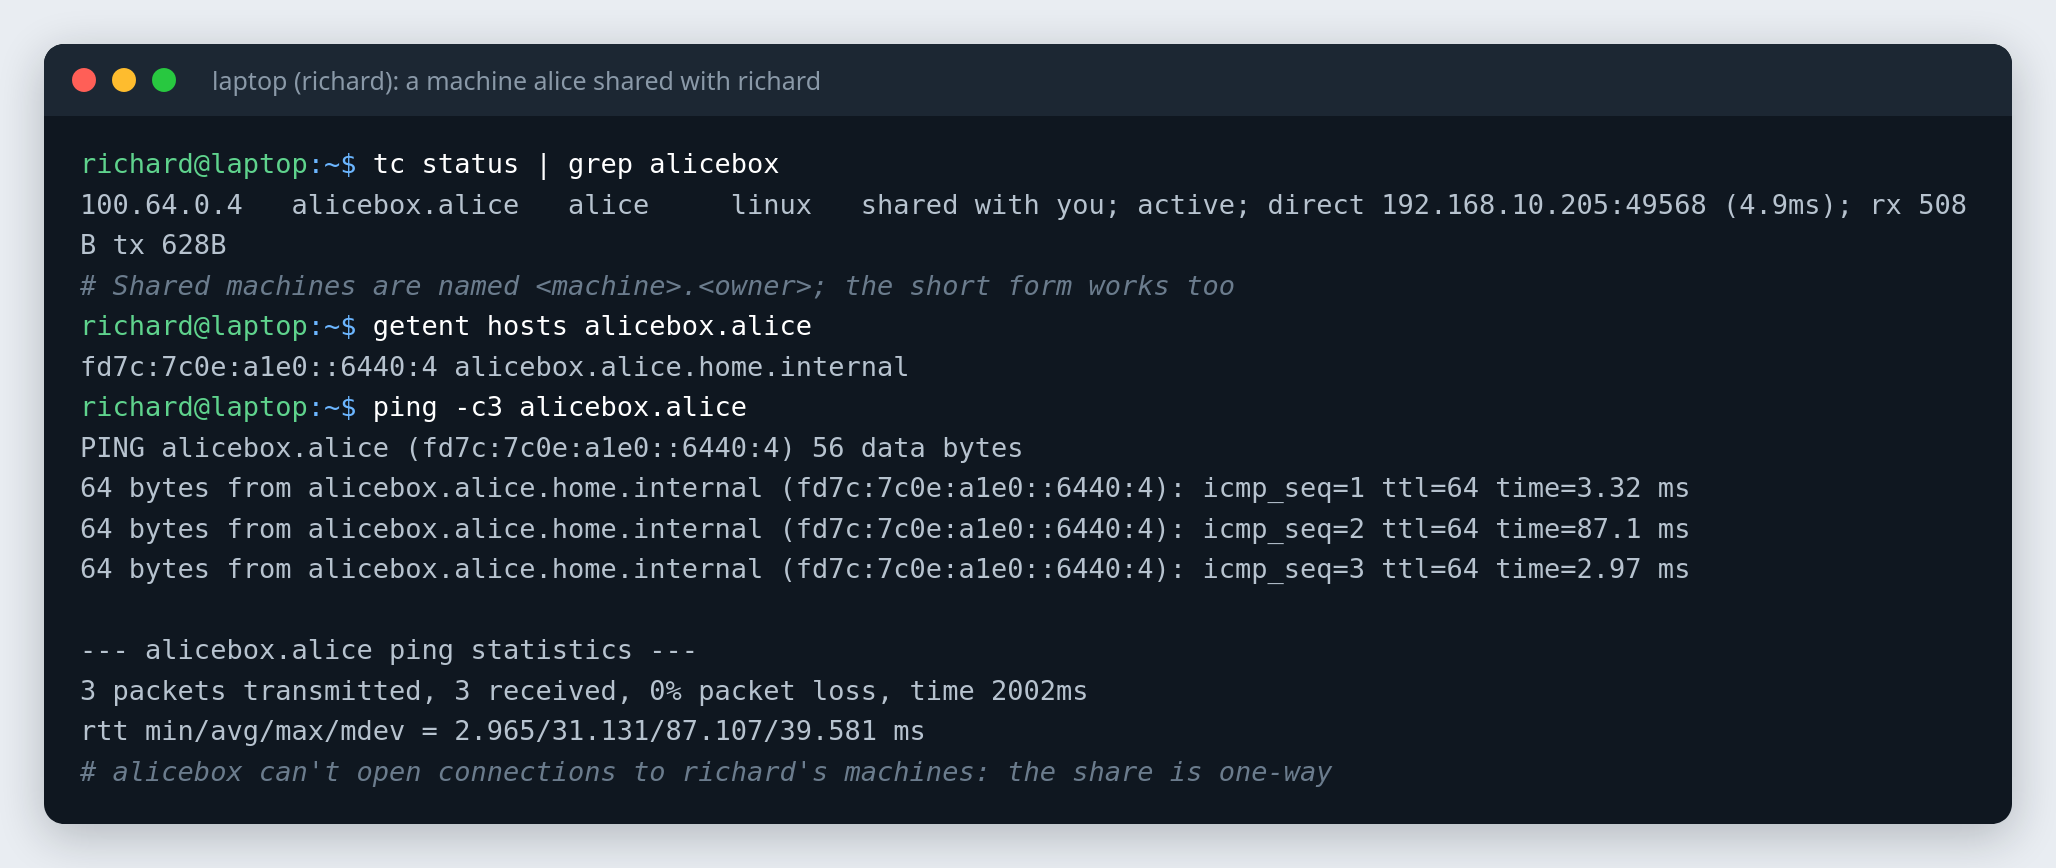 laptop (richard): a machine alice shared with richard
richard@laptop:~$ tc status | grep alicebox
100.64.0.4   alicebox.alice   alice     linux   shared with you; active; direct 192.168.10.205:49568 (4.9ms); rx 508
B tx 628B
# Shared machines are named <machine>.<owner>; the short form works too
richard@laptop:~$ getent hosts alicebox.alice
fd7c:7c0e:a1e0::6440:4 alicebox.alice.home.internal
richard@laptop:~$ ping -c3 alicebox.alice
PING alicebox.alice (fd7c:7c0e:a1e0::6440:4) 56 data bytes
64 bytes from alicebox.alice.home.internal (fd7c:7c0e:a1e0::6440:4): icmp_seq=1 ttl=64 time=3.32 ms
64 bytes from alicebox.alice.home.internal (fd7c:7c0e:a1e0::6440:4): icmp_seq=2 ttl=64 time=87.1 ms
64 bytes from alicebox.alice.home.internal (fd7c:7c0e:a1e0::6440:4): icmp_seq=3 ttl=64 time=2.97 ms
--- alicebox.alice ping statistics ---
3 packets transmitted, 3 received, 0% packet loss, time 2002ms
rtt min/avg/max/mdev = 2.965/31.131/87.107/39.581 ms
# alicebox can't open connections to richard's machines: the share is one-way